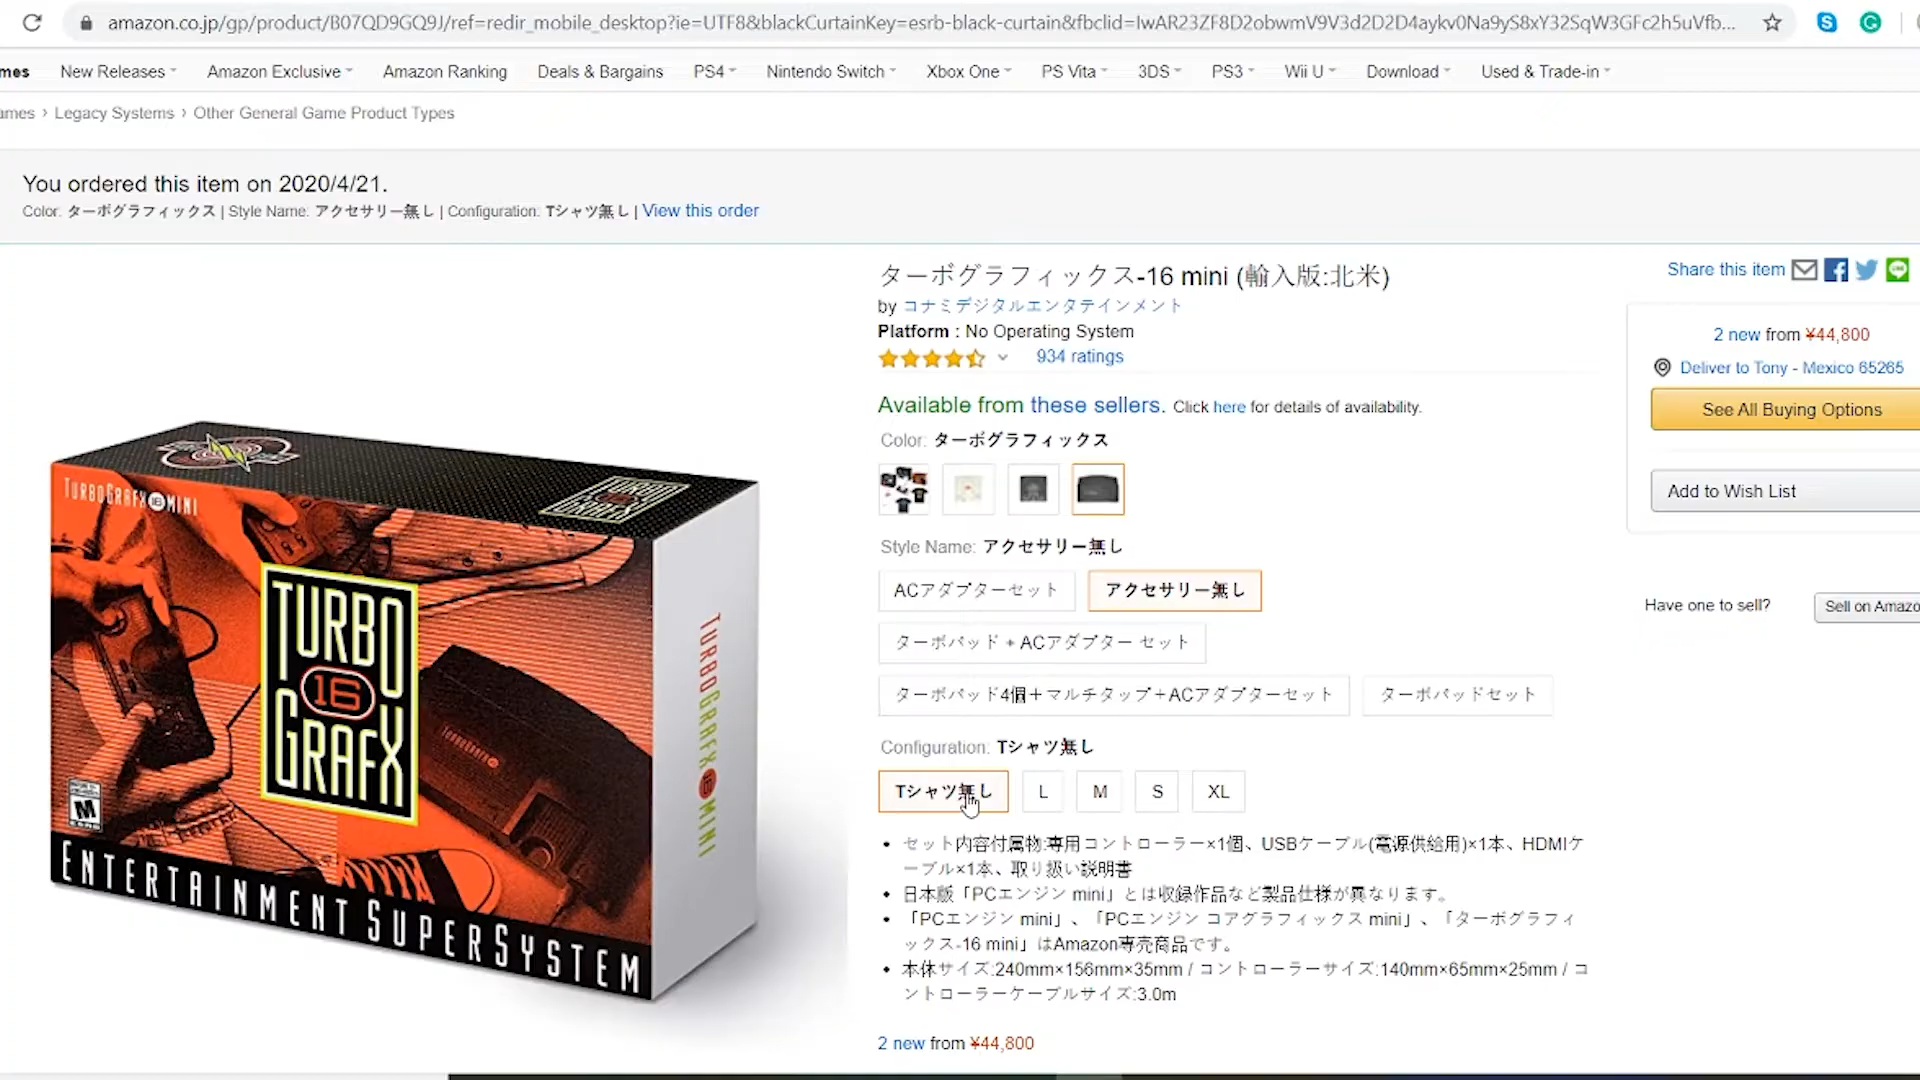 amazon.co.jp/gp/product/B07QD9GQ9J/ref=redir_mobile_desktop?ie=UTF8&blackCurtainKey=esrb-black-curtain&fbclid=IwAR23ZF8D2obwmV9V3d2D2D4aykv0Na9yS8xY32SqW3GFc2h5uVfb...
mes New Releases Amazon Exclusive Amazon Ranking Deals & Bargains PS4 Nintendo Switch Xbox One PS Vita 3DS PS3 Wii U Download Used & Trade-in
ames › Legacy Systems › Other General Game Product Types
You ordered this item on 2020/4/21.
Color: ターボグラフィックス | Style Name: アクセサリー無し | Configuration: Tシャツ無し | View this order
ターボグラフィックス-16 mini (輸入版:北米)
by コナミデジタルエンタテインメント
Platform : No Operating System
934 ratings
Available from these sellers. Click here for details of availability.
Color: ターボグラフィックス
Style Name: アクセサリー無し
ACアダプターセット アクセサリー無し
ターボパッド + ACアダプター セット
ターボパッド4個＋マルチタップ＋ACアダプターセット ターボパッドセット
Configuration: Tシャツ無し
Tシャツ無し L M S XL
• セット内容付属物:専用コントローラー×1個、USBケーブル(電源供給用)×1本、HDMIケ
ーブル×1本、取り扱い説明書
• 日本版「PCエンジン mini」とは収録作品など製品仕様が異なります。
• 「PCエンジン mini」、「PCエンジン コアグラフィックス mini」、「ターボグラフィ
ックス-16 mini」はAmazon専売商品です。
• 本体サイズ:240mm×156mm×35mm / コントローラーサイズ:140mm×65mm×25mm / コ
ントローラーケーブルサイズ:3.0m
2 new from ¥44,800
Share this item
2 new from ¥44,800
Deliver to Tony - Mexico 65265
See All Buying Options
Add to Wish List
Have one to sell? Sell on Amazo
TURBOGRAFX 16 MINI
TURBO
16
GRAFX
TURBO
16
GRAFX
TURBOGRAFX 16 MINI
M
ENTERTAINMENT SUPERSYSTEM